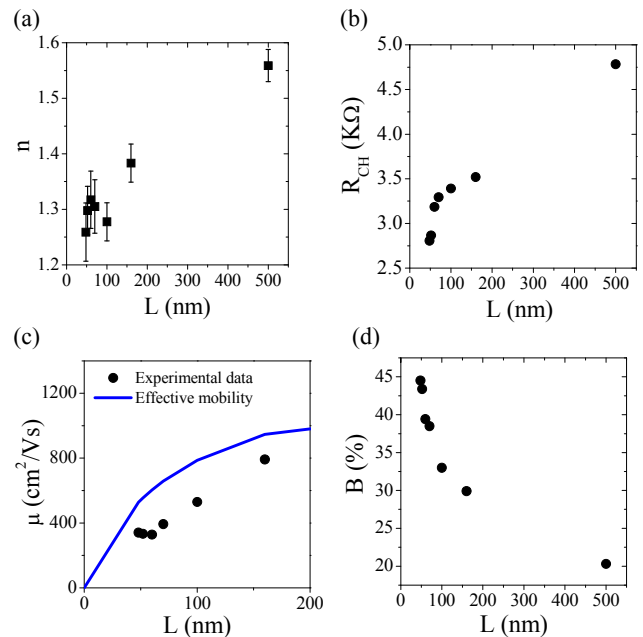 (a)
1.6
1.5
1.4
1.3
1.2
n
0 100 200 300 400 500
L (nm)
(b)
5.0
4.5
4.0
3.5
3.0
2.5
R_CH (KΩ)
0 100 200 300 400 500
L (nm)
(c)
Experimental data
Effective mobility
1200
800
400
0
μ (cm²/Vs)
0 100 200
L (nm)
(d)
45
40
35
30
25
20
B (%)
0 100 200 300 400 500
L (nm)